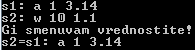 s1: a 1 3.14
s2: w 10 1.1
Gi smenuvam vrednostite!
s2=s1: a 1 3.14